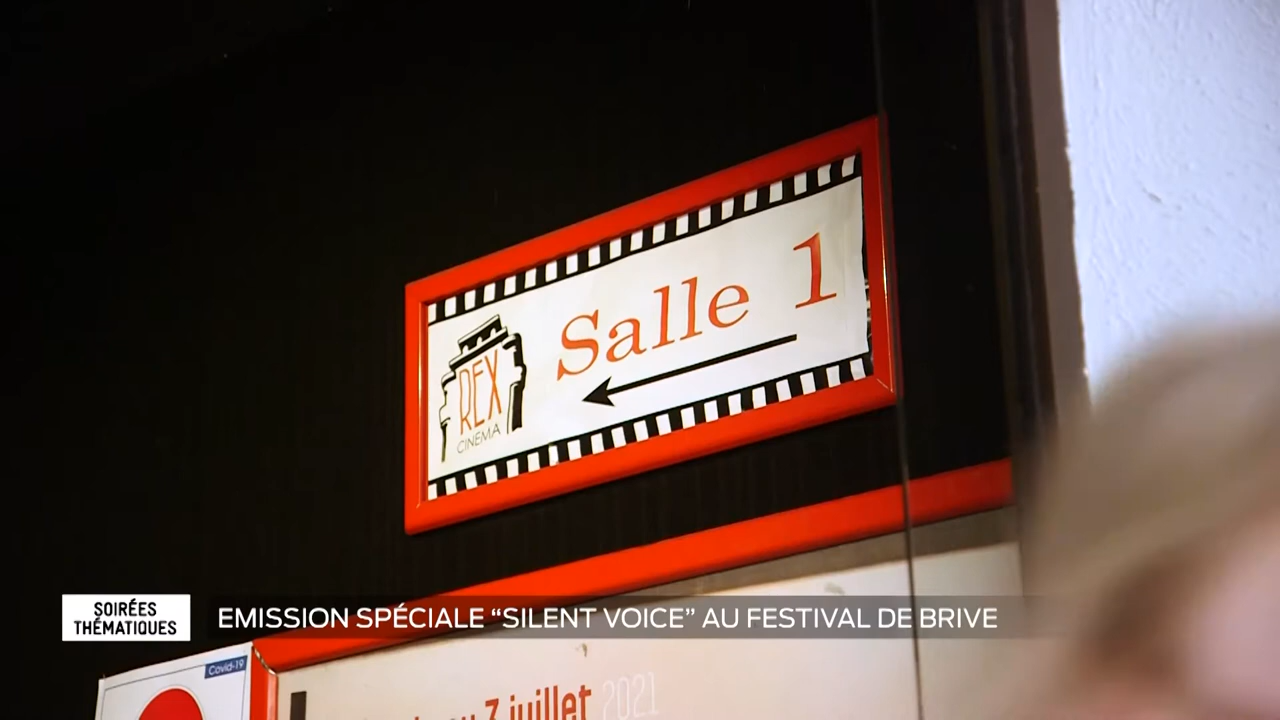 Salle 1
REX
CINEMA
SOIRÉES
THÉMATIQUES
EMISSION SPÉCIALE “SILENT VOICE” AU FESTIVAL DE BRIVE
Covid-19
3 juillet 2021